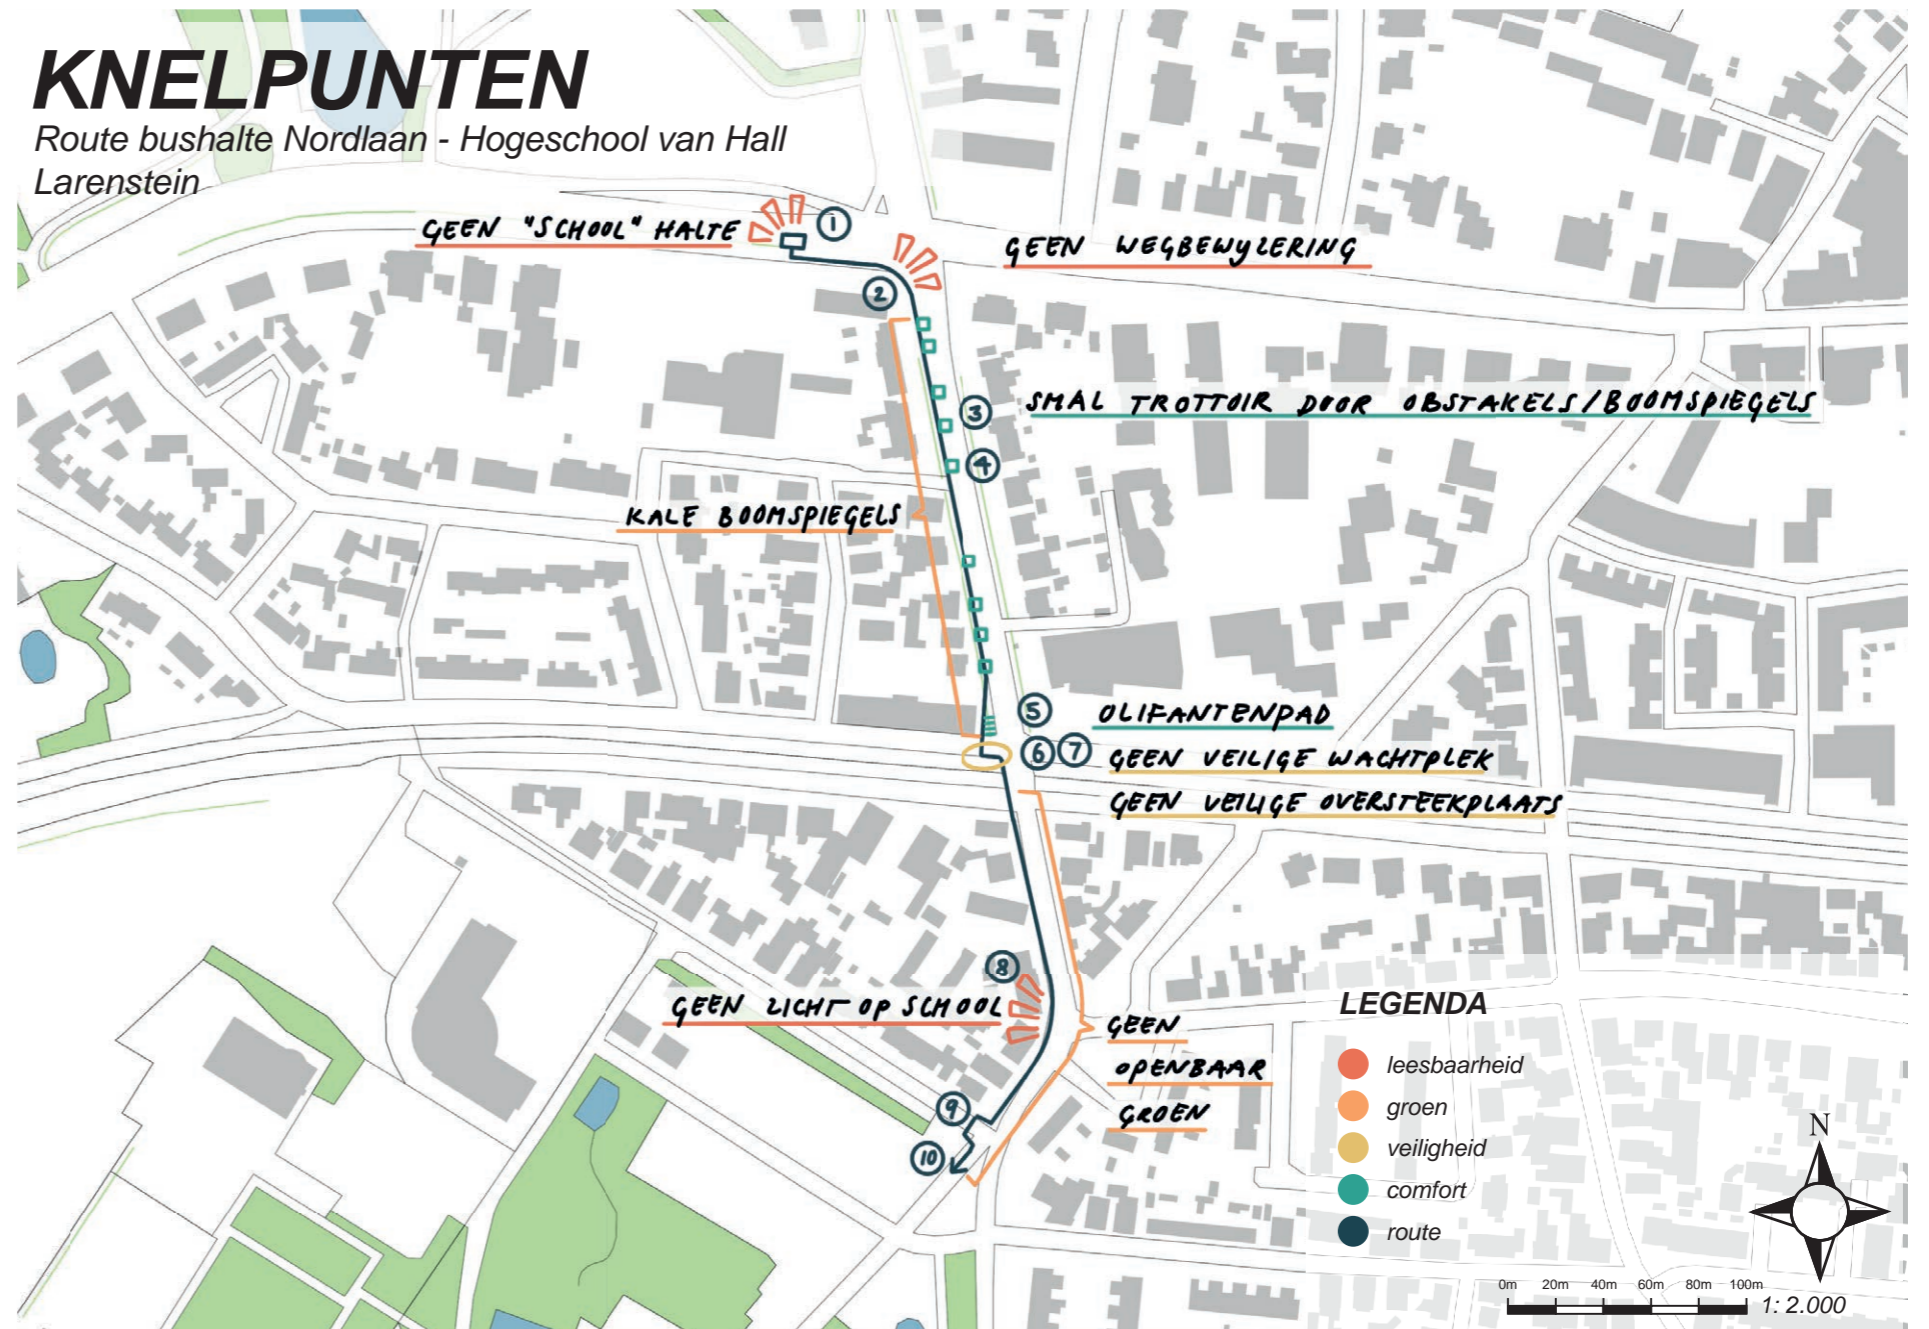 KNELPUNTEN
Route bushalte Nordlaan - Hogeschool van Hall
Larenstein
GEEN "SCHOOL" HALTE
1
GEEN WEGBEWYZERING
2
3
SMAL TROTTOIR DOOR OBSTAKELS/BOOMSPIEGELS
4
KALE BOOMSPIEGELS
5
OLIFANTENPAD
6 7
GEEN VEILIGE WACHTPLEK
GEEN VEILIGE OVERSTEEKPLAATS
8
GEEN ZICHT OP SCHOOL
GEEN
OPENBAAR
GROEN
9
10
LEGENDA
leesbaarheid
groen
veiligheid
comfort
route
N
0m 20m 40m 60m 80m 100m
1: 2.000